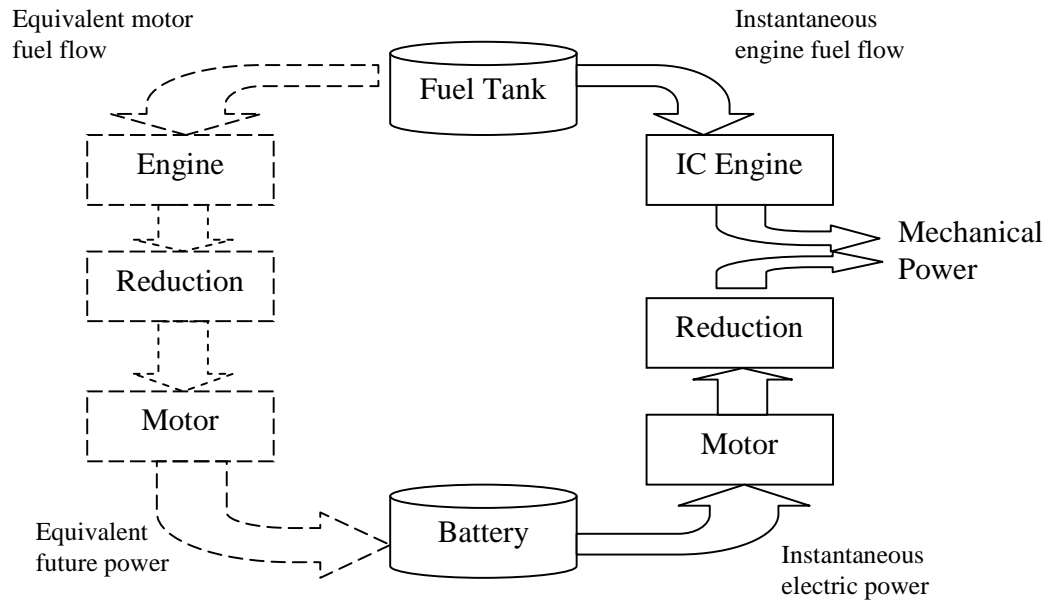 Equivalent motor
fuel flow
Instantaneous
engine fuel flow
Fuel Tank
Engine
IC Engine
Reduction
Mechanical
Power
Reduction
Motor
Motor
Battery
Equivalent
future power
Instantaneous
electric power